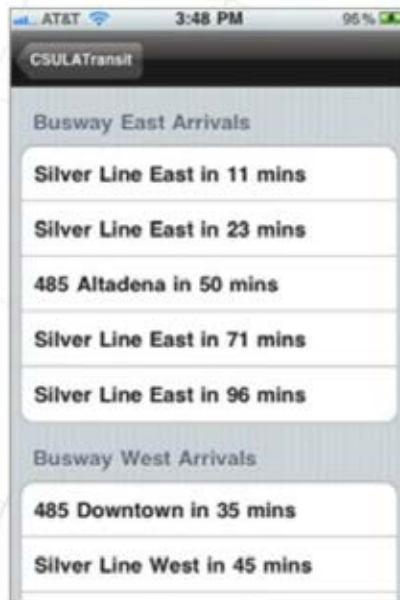 AT&T 3:48 PM 95%
CSULATransit
Busway East Arrivals
Silver Line East in 11 mins
Silver Line East in 23 mins
485 Altadena in 50 mins
Silver Line East in 71 mins
Silver Line East in 96 mins
Busway West Arrivals
485 Downtown in 35 mins
Silver Line West in 45 mins